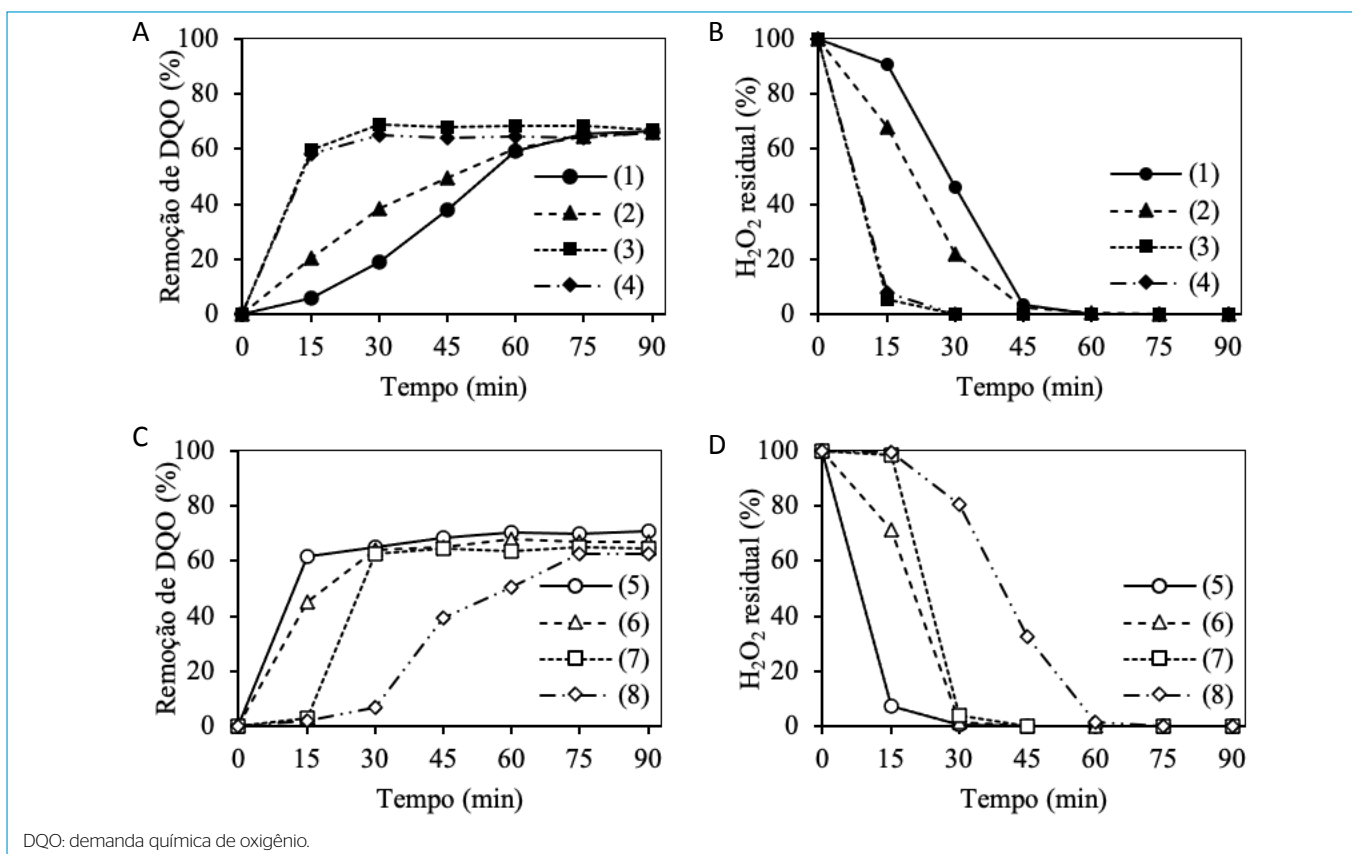 A
Remoção de DQO (%)
100
80
60
40
20
0
0 15 30 45 60 75 90
Tempo (min)
(1)
(2)
(3)
(4)
B
H₂O₂ residual (%)
100
80
60
40
20
0
0 15 30 45 60 75 90
Tempo (min)
(1)
(2)
(3)
(4)
C
Remoção de DQO (%)
100
80
60
40
20
0
0 15 30 45 60 75 90
Tempo (min)
(5)
(6)
(7)
(8)
D
H₂O₂ residual (%)
100
80
60
40
20
0
0 15 30 45 60 75 90
Tempo (min)
(5)
(6)
(7)
(8)
DQO: demanda química de oxigênio.